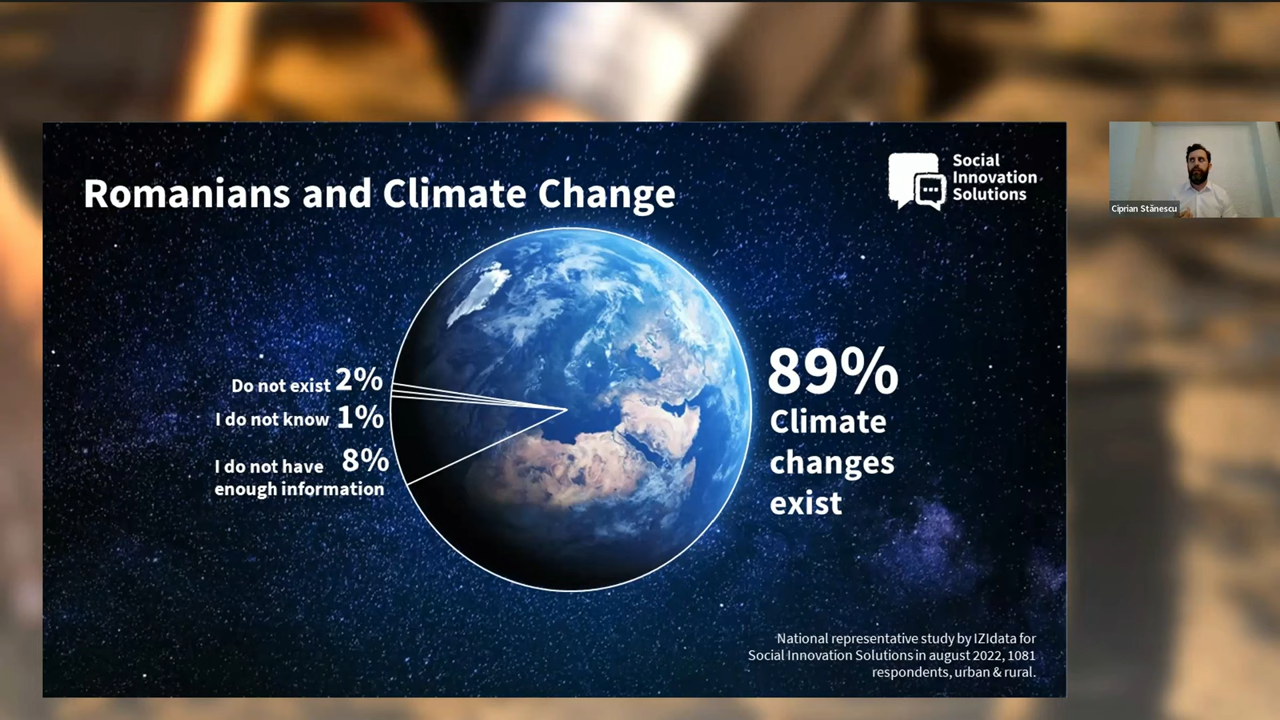 Romanians and Climate Change
Social
Innovation
Solutions
Do not exist 2%
I do not know 1%
I do not have 8%
enough information
89%
Climate
changes
exist
National representative study by IZIdata for
Social Innovation Solutions in august 2022, 1081
respondents, urban & rural.
Ciprian Stănescu